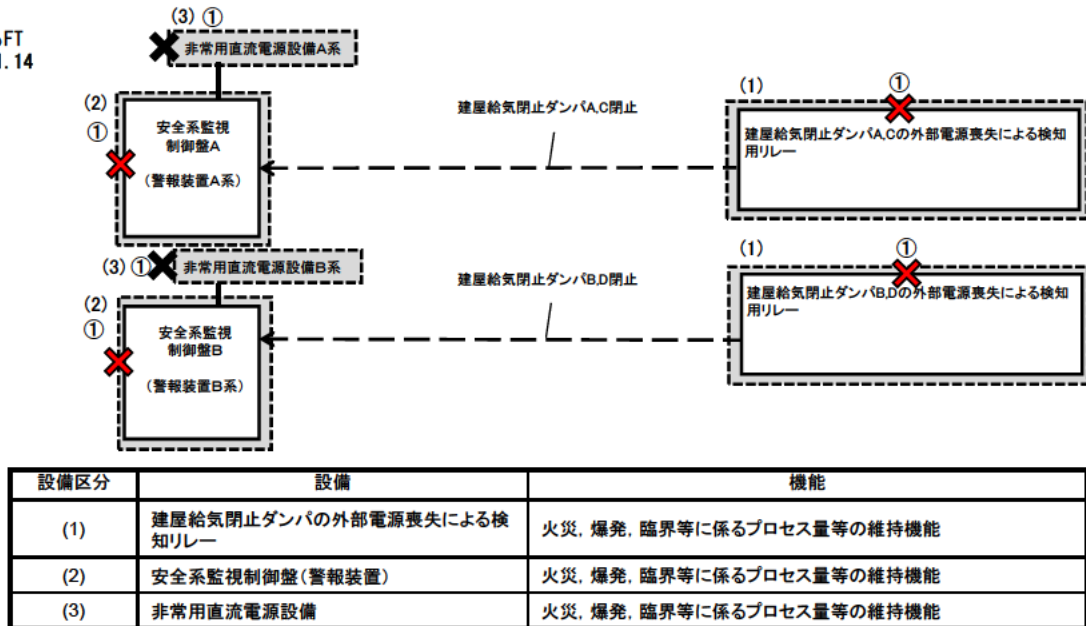 FT
.14
(3) ①
非常用直流電源設備A系
(2)
①
安全系監視
制御盤A
(警報装置A系)
建屋給気閉止ダンパA,C閉止
(1)
①
建屋給気閉止ダンパA,Cの外部電源喪失による検知
用リレー
(3) ①
非常用直流電源設備B系
(2)
①
安全系監視
制御盤B
(警報装置B系)
建屋給気閉止ダンパB,D閉止
(1)
①
建屋給気閉止ダンパB,Dの外部電源喪失による検知
用リレー
設備区分 設備 機能
(1) 建屋給気閉止ダンパの外部電源喪失による検
知リレー 火災, 爆発, 臨界等に係るプロセス量等の維持機能
(2) 安全系監視制御盤(警報装置) 火災, 爆発, 臨界等に係るプロセス量等の維持機能
(3) 非常用直流電源設備 火災, 爆発, 臨界等に係るプロセス量等の維持機能